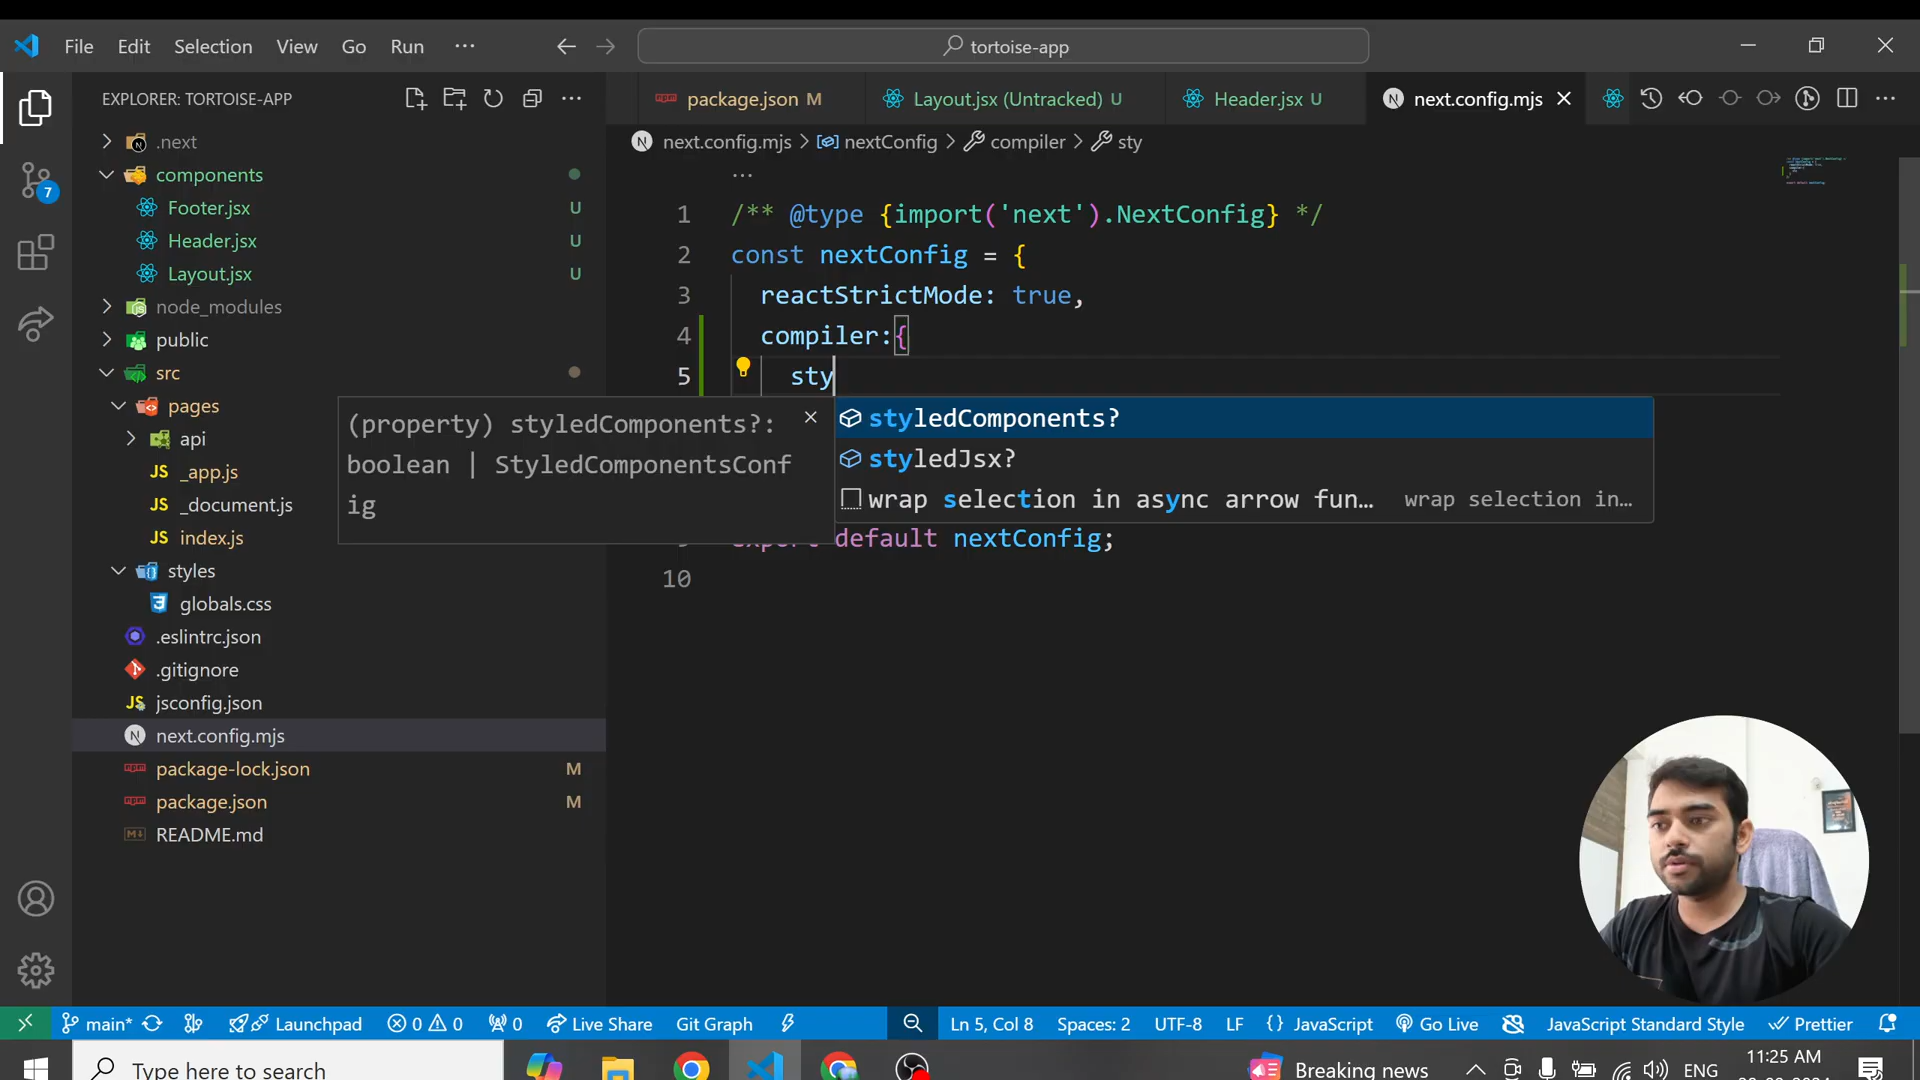 File Edit Selection View Go Run ··· tortoise-app
EXPLORER: TORTOISE-APP
.next
components
Footer.jsx U
Header.jsx U
Layout.jsx U
node_modules
public
src
pages
api
JS _app.js
JS _document.js
JS index.js
styles
globals.css
.eslintrc.json
.gitignore
JS jsconfig.json
N next.config.mjs
package-lock.json M
package.json M
README.md
7
package.json M Layout.jsx (Untracked) U Header.jsx U N next.config.mjs
N next.config.mjs > nextConfig > compiler > sty
...
1 /** @type {import('next').NextConfig} */
2 const nextConfig = {
3 reactStrictMode: true,
4 compiler:{
5 sty
(property) styledComponents?:
boolean | StyledComponentsConf
ig
styledComponents?
styledJsx?
wrap selection in async arrow fun… wrap selection in…
export default nextConfig;
10
main* Launchpad 0 0 0 Live Share Git Graph Ln 5, Col 8 Spaces: 2 UTF-8 LF {} JavaScript Go Live JavaScript Standard Style Prettier
Type here to search Breaking news ENG 11:25 AM